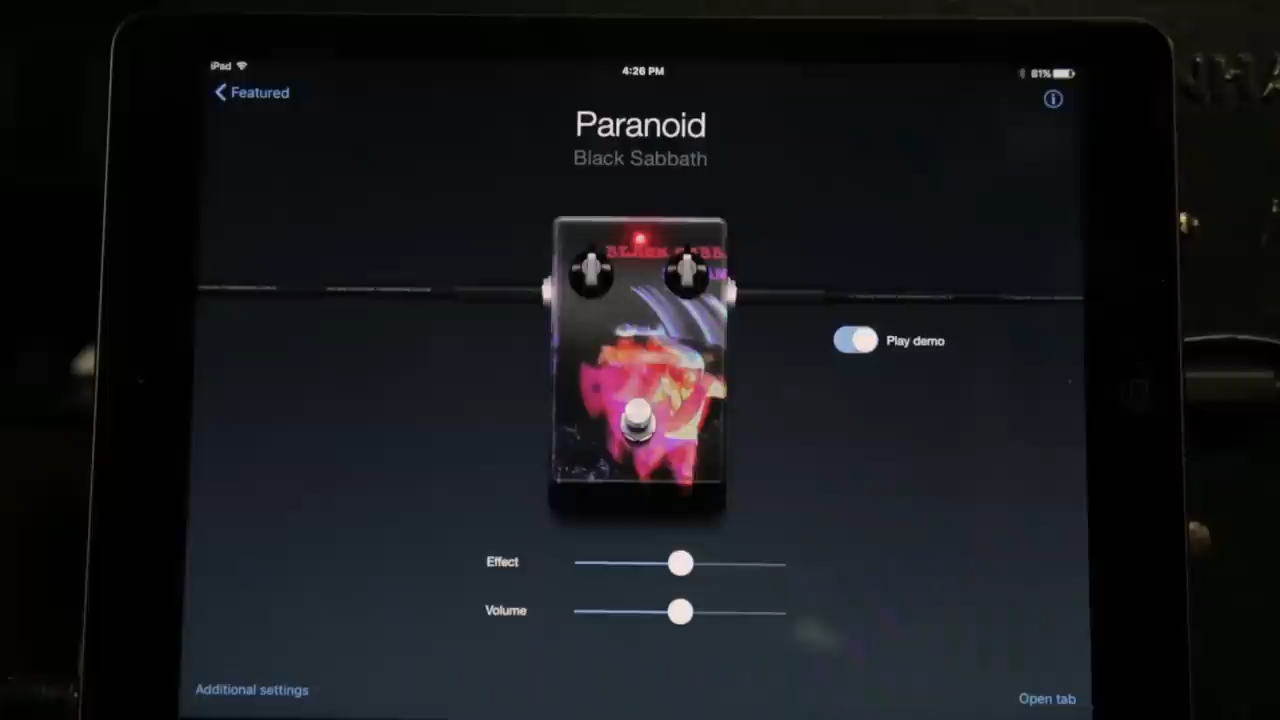 iPad
4:26 PM
81%
Featured
Paranoid
Black Sabbath
Play demo
Effect
Volume
Additional settings
Open tab